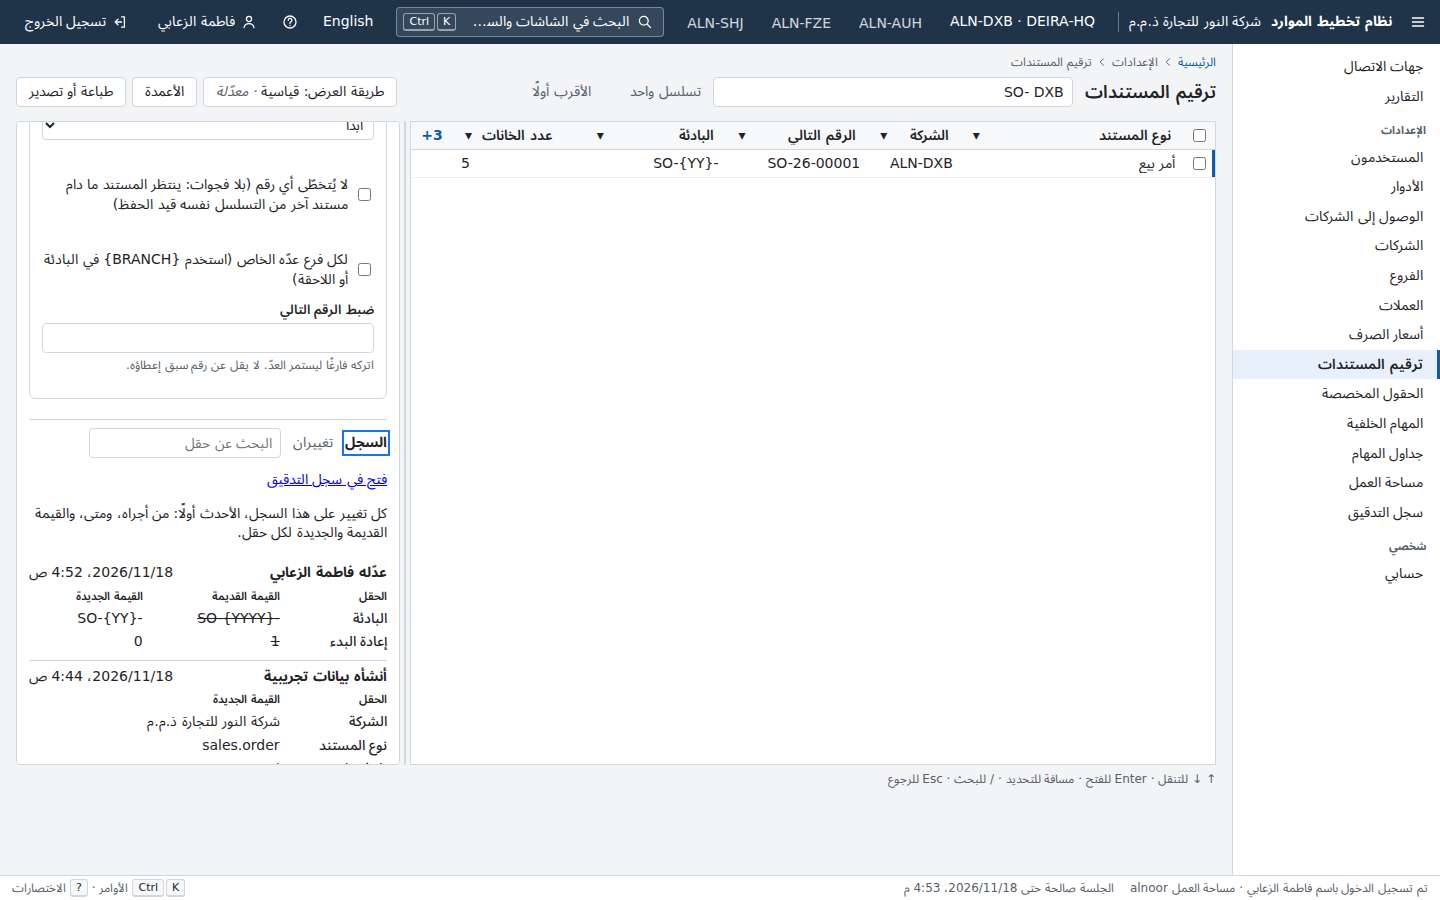 نظام تخطيط الموارد
شركة النور للتجارة ذ.م.م
ALN-DXB · DEIRA-HQ
ALN-AUH
ALN-FZE
ALN-SHJ
البحث في الشاشات والس... Ctrl K
English
فاطمة الزعابي
تسجيل الخروج
جهات الاتصال
التقارير
الإعدادات
المستخدمون
الأدوار
الوصول إلى الشركات
الشركات
الفروع
العملات
أسعار الصرف
ترقيم المستندات
الحقول المخصصة
المهام الخلفية
جداول المهام
مساحة العمل
سجل التدقيق
شخصي
حسابي
الرئيسية › الإعدادات › ترقيم المستندات
ترقيم المستندات
SO- DXB
تسلسل واحد
الأقرب أولًا
طريقة العرض: قياسية · معدّلة
الأعمدة
طباعة أو تصدير
نوع المستند ▼ الشركة ▼ الرقم التالي ▼ البادئة ▼ عدد الخانات ▼ +3
أمر بيع ALN-DXB SO-26-00001 SO-{YY}- 5
↑ ↓ للتنقل · Enter للفتح · مسافة للتحديد · / للبحث · Esc للرجوع
أبدًا
لا يُتخطّى أي رقم (بلا فجوات: ينتظر المستند ما دام
مستند آخر من التسلسل نفسه قيد الحفظ)
لكل فرع عدّه الخاص (استخدم {BRANCH} في البادئة
أو اللاحقة)
ضبط الرقم التالي
اتركه فارغًا ليستمر العدّ. لا يقل عن رقم سبق إعطاؤه.
السجل
تغييران
البحث عن حقل
فتح في سجل التدقيق
كل تغيير على هذا السجل، الأحدث أولًا: من أجراه، ومتى، والقيمة
القديمة والجديدة لكل حقل.
عدّله فاطمة الزعابي 2026/11/18، 4:52 ص
الحقل القيمة القديمة القيمة الجديدة
البادئة SO-{YYYY}- SO-{YY}-
إعادة البدء 1 0
أنشأه بيانات تجريبية 2026/11/18، 4:44 ص
الحقل القيمة الجديدة
الشركة شركة النور للتجارة ذ.م.م
نوع المستند sales.order
تم تسجيل الدخول باسم فاطمة الزعابي · مساحة العمل alnoor
الجلسة صالحة حتى 2026/11/18، 4:53 م
Ctrl K الأوامر · ? الاختصارات